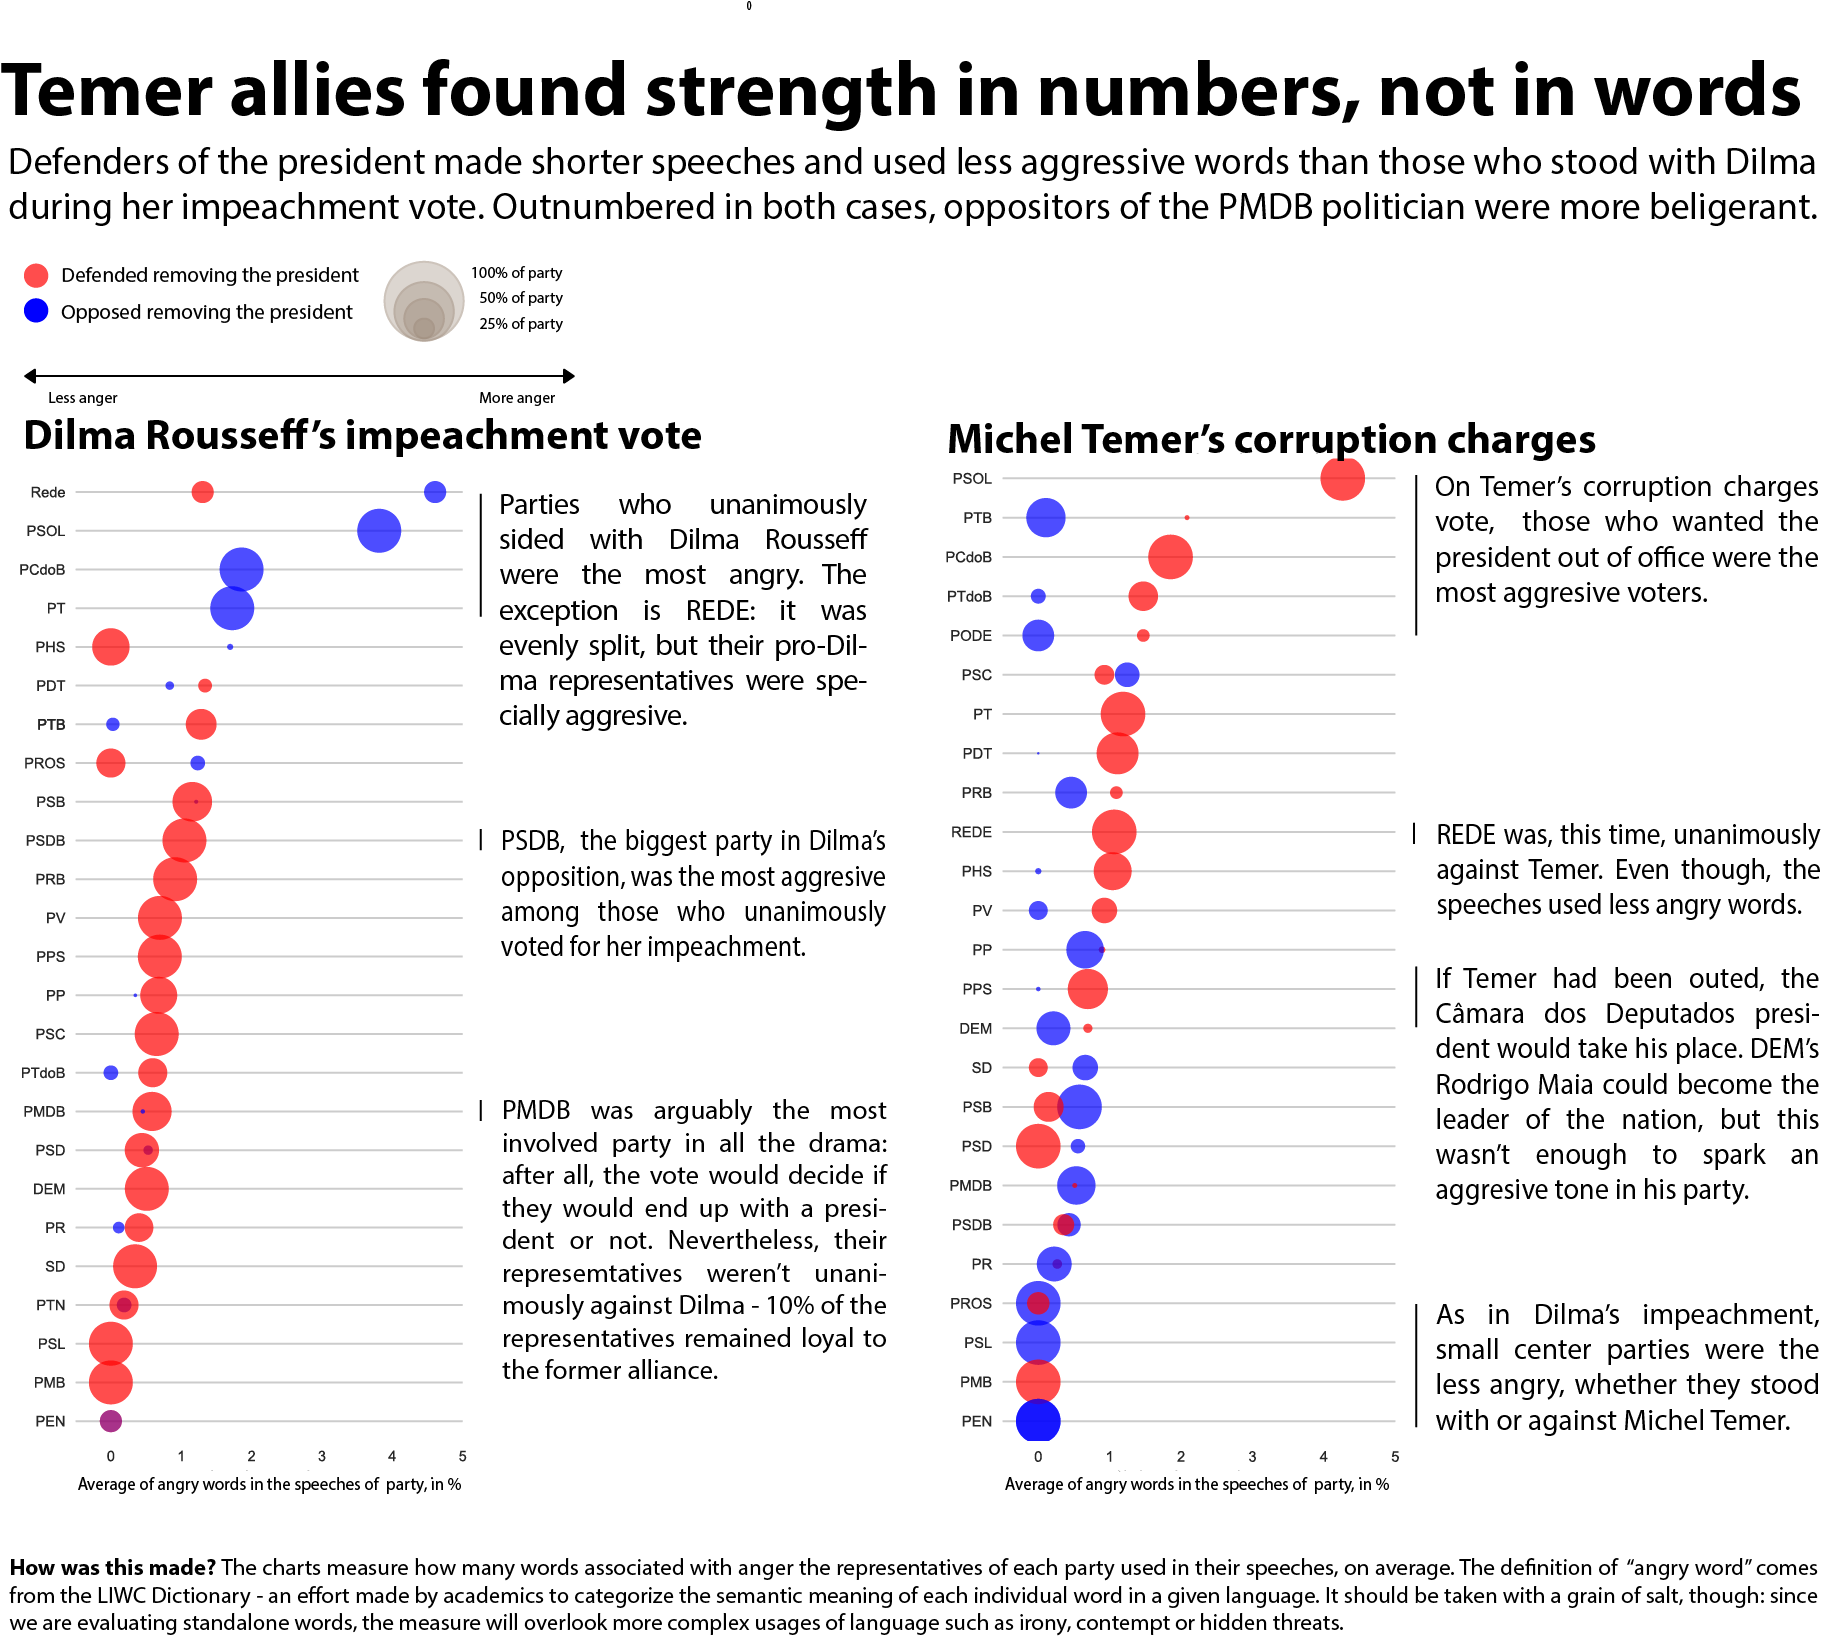 0
Temer allies found strength in numbers, not in words
Defenders of the president made shorter speeches and used less aggressive words than those who stood with Dilma
during her impeachment vote. Outnumbered in both cases, oppositors of the PMDB politician were more beligerant.
Defended removing the president
Opposed removing the president
100% of party
50% of party
25% of party
Less anger
More anger
Dilma Rousseff's impeachment vote
Rede
PSOL
PCdoB
PT
PHS
PDT
PTB
PROS
PSB
PSDB
PRB
PV
PPS
PP
PSC
PTdoB
PMDB
PSD
DEM
PR
SD
PTN
PSL
PMB
PEN
0 1 2 3 4 5
Average of angry words in the speeches of party, in %
Parties who unanimously
sided with Dilma Rousseff
were the most angry. The
exception is REDE: it was
evenly split, but their pro-Dil-
ma representatives were spe-
cially aggresive.
PSDB, the biggest party in Dilma's
opposition, was the most aggresive
among those who unanimously
voted for her impeachment.
PMDB was arguably the most
involved party in all the drama:
after all, the vote would decide if
they would end up with a presi-
dent or not. Nevertheless, their
represemtatives weren't unani-
mously against Dilma - 10% of the
representatives remained loyal to
the former alliance.
Michel Temer's corruption charges
PSOL
PTB
PCdoB
PTdoB
PODE
PSC
PT
PDT
PRB
REDE
PHS
PV
PP
PPS
DEM
SD
PSB
PSD
PMDB
PSDB
PR
PROS
PSL
PMB
PEN
0 1 2 3 4 5
Average of angry words in the speeches of party, in %
On Temer's corruption charges
vote, those who wanted the
president out of office were the
most aggresive voters.
REDE was, this time, unanimously
against Temer. Even though, the
speeches used less angry words.
If Temer had been outed, the
Câmara dos Deputados presi-
dent would take his place. DEM's
Rodrigo Maia could become the
leader of the nation, but this
wasn't enough to spark an
aggresive tone in his party.
As in Dilma's impeachment,
small center parties were the
less angry, whether they stood
with or against Michel Temer.
How was this made? The charts measure how many words associated with anger the representatives of each party used in their speeches, on average. The definition of "angry word" comes
from the LIWC Dictionary - an effort made by academics to categorize the semantic meaning of each individual word in a given language. It should be taken with a grain of salt, though: since
we are evaluating standalone words, the measure will overlook more complex usages of language such as irony, contempt or hidden threats.